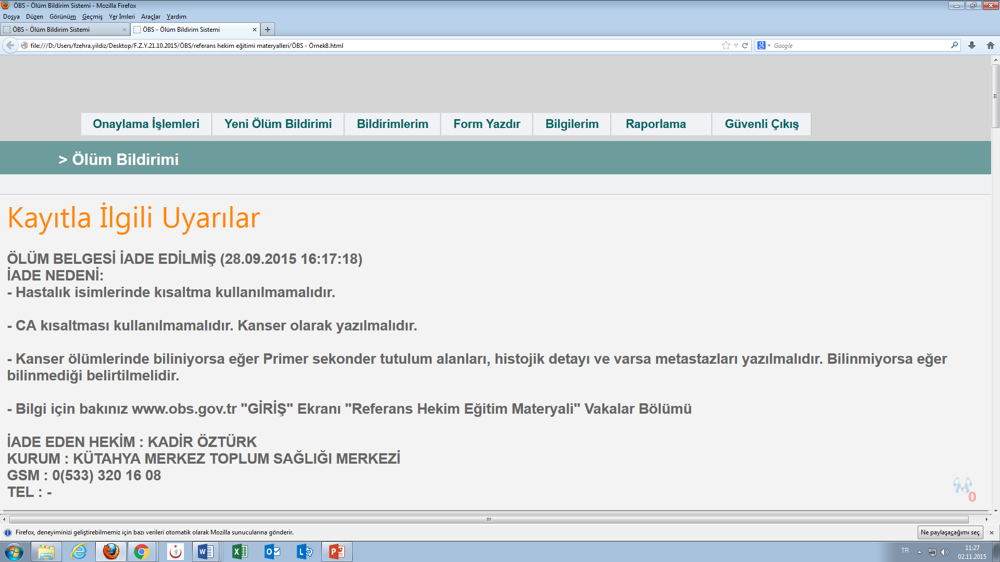 ÖBS - Ölüm Bildirim Sistemi - Mozilla Firefox
Dosya Düzen Görünüm Geçmiş Yer İmleri Araçlar Yardım
ÖBS - Ölüm Bildirim Sistemi ÖBS - Ölüm Bildirim Sistemi
file:///D:/Users/fzehra.yildiz/Desktop/F.Z.Y.21.10.2015/ÖBS/referans hekim eğitimi materyalleri/ÖBS - Örnek8.html Google
Onaylama İşlemleri Yeni Ölüm Bildirimi Bildirimlerim Form Yazdır Bilgilerim Raporlama Güvenli Çıkış
> Ölüm Bildirimi
Kayıtla İlgili Uyarılar
ÖLÜM BELGESİ İADE EDİLMİŞ (28.09.2015 16:17:18)
İADE NEDENİ:
- Hastalık isimlerinde kısaltma kullanılmamalıdır.
- CA kısaltması kullanılmamalıdır. Kanser olarak yazılmalıdır.
- Kanser ölümlerinde biliniyorsa eğer Primer sekonder tutulum alanları, histojik detayı ve varsa metastazları yazılmalıdır. Bilinmiyorsa eğer
bilinmediği belirtilmelidir.
- Bilgi için bakınız www.obs.gov.tr "GİRİŞ" Ekranı "Referans Hekim Eğitim Materyali" Vakalar Bölümü
İADE EDEN HEKİM : KADİR ÖZTÜRK
KURUM : KÜTAHYA MERKEZ TOPLUM SAĞLIĞI MERKEZİ
GSM : 0(533) 320 16 08
TEL : -
0
Firefox, deneyiminizi geliştirebilmemiz için bazı verileri otomatik olarak Mozilla sunucularına gönderir. Ne paylaşacağımı seç
TR 11:27
02.11.2015